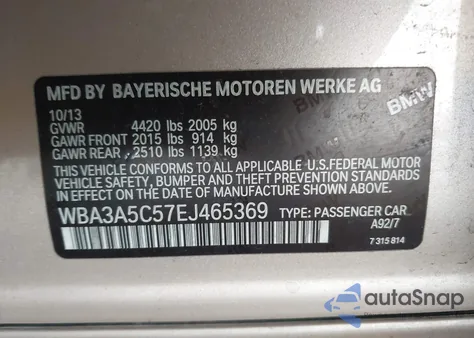 MFD BY BAYERISCHE MOTOREN WERKE AG
10/13
GVWR 4420 lbs 2005 kg
GAWR FRONT 2015 lbs 914 kg
GAWR REAR 2510 lbs 1139 kg
THIS VEHICLE CONFORMS TO ALL APPLICABLE U.S.FEDERAL MOTOR
VEHICLE SAFETY, BUMPER AND THEFT PREVENTION STANDARDS IN
EFFECT ON THE DATE OF MANUFACTURE SHOWN ABOVE.
WBA3A5C57EJ465369 TYPE: PASSENGER CAR
A92/7
7 315 814
BMW
BMW
autoSnap